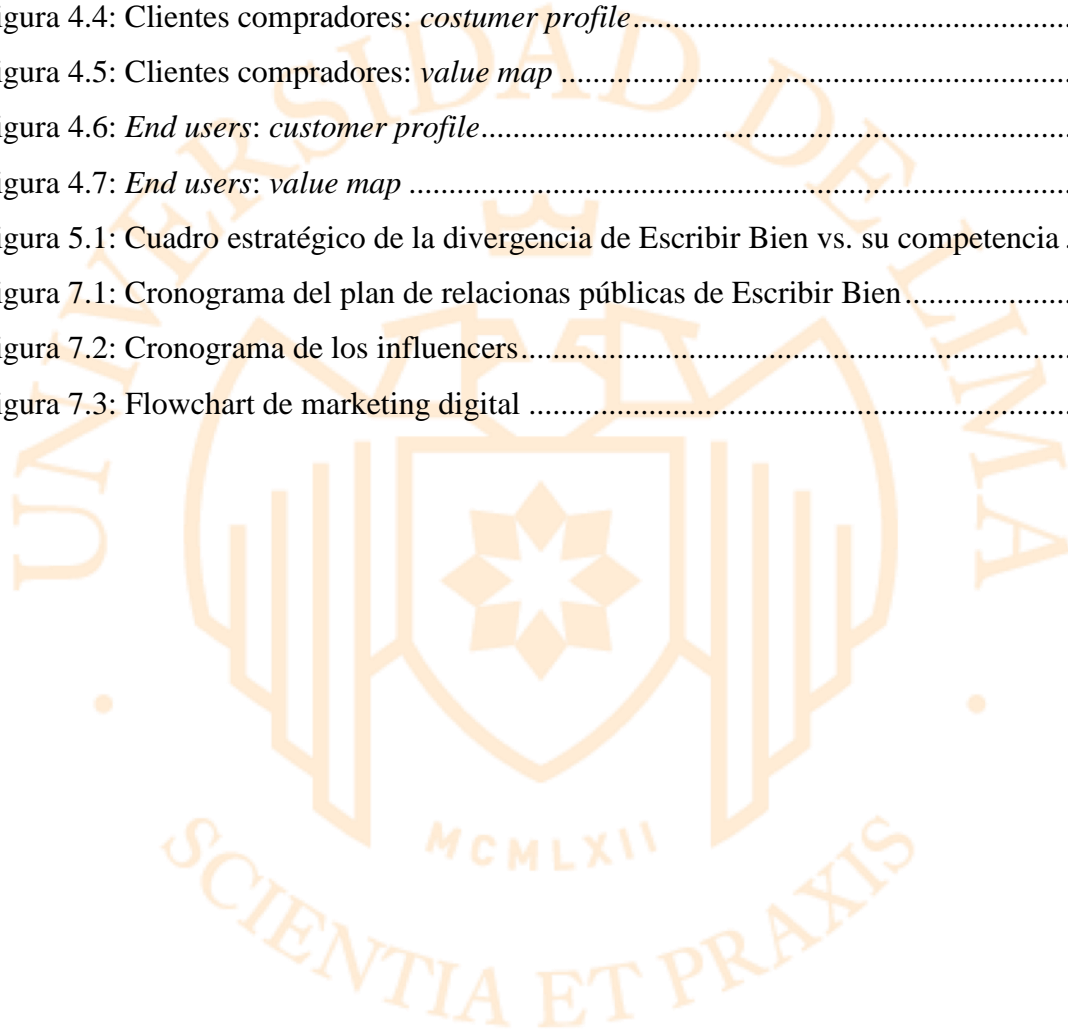 igura 4.4: Clientes compradores: costumer profile
igura 4.5: Clientes compradores: value map
igura 4.6: End users: customer profile
igura 4.7: End users: value map
igura 5.1: Cuadro estratégico de la divergencia de Escribir Bien vs. su competencia
igura 7.1: Cronograma del plan de relacionas públicas de Escribir Bien
igura 7.2: Cronograma de los influencers
igura 7.3: Flowchart de marketing digital
UNIVERSIDAD DE LIMA
MCMLXII
SCIENTIA ET PRAXIS